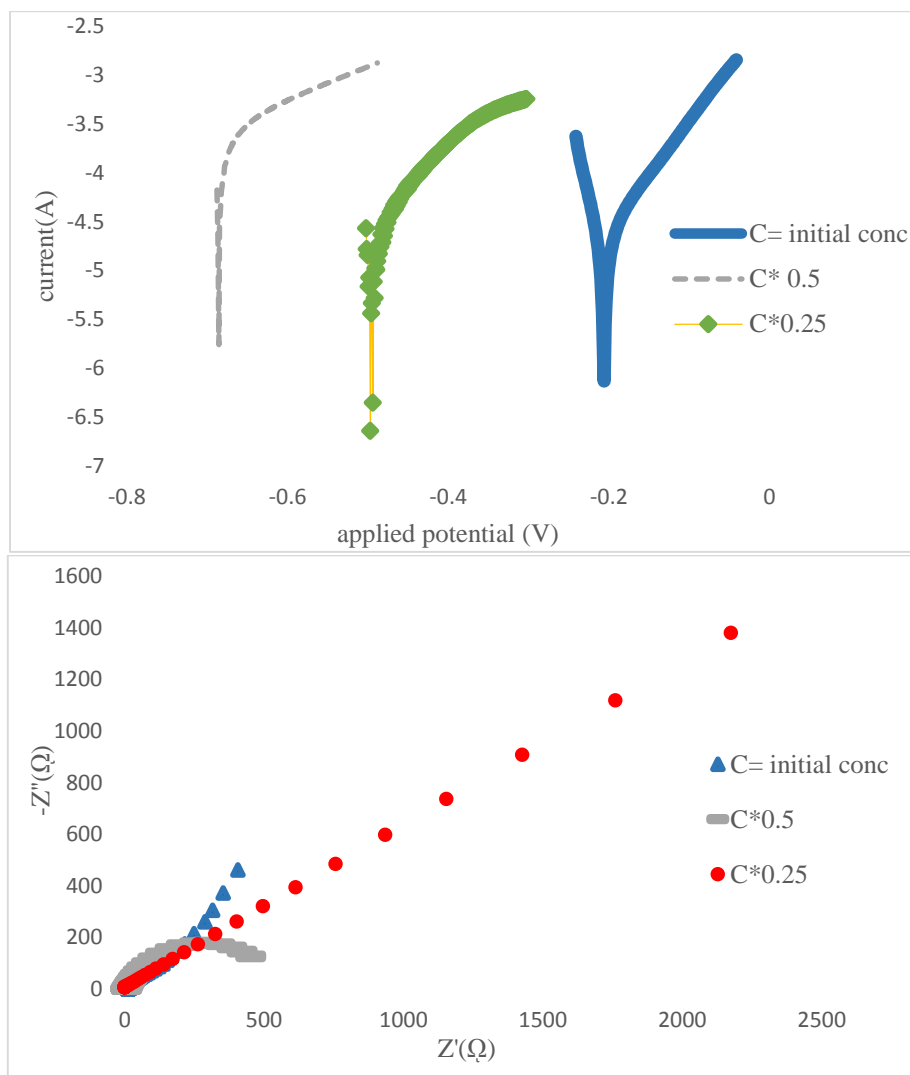 -2.5
-3
-3.5
-4
-4.5
-5
-5.5
-6
-6.5
-7
current(A)
C= initial conc
C* 0.5
C*0.25
-0.8 -0.6 -0.4 -0.2 0
applied potential (V)
1600
1400
1200
1000
800
600
400
200
0
-Z"(Ω)
C= initial conc
C*0.5
C*0.25
0 500 1000 1500 2000 2500
Z'(Ω)